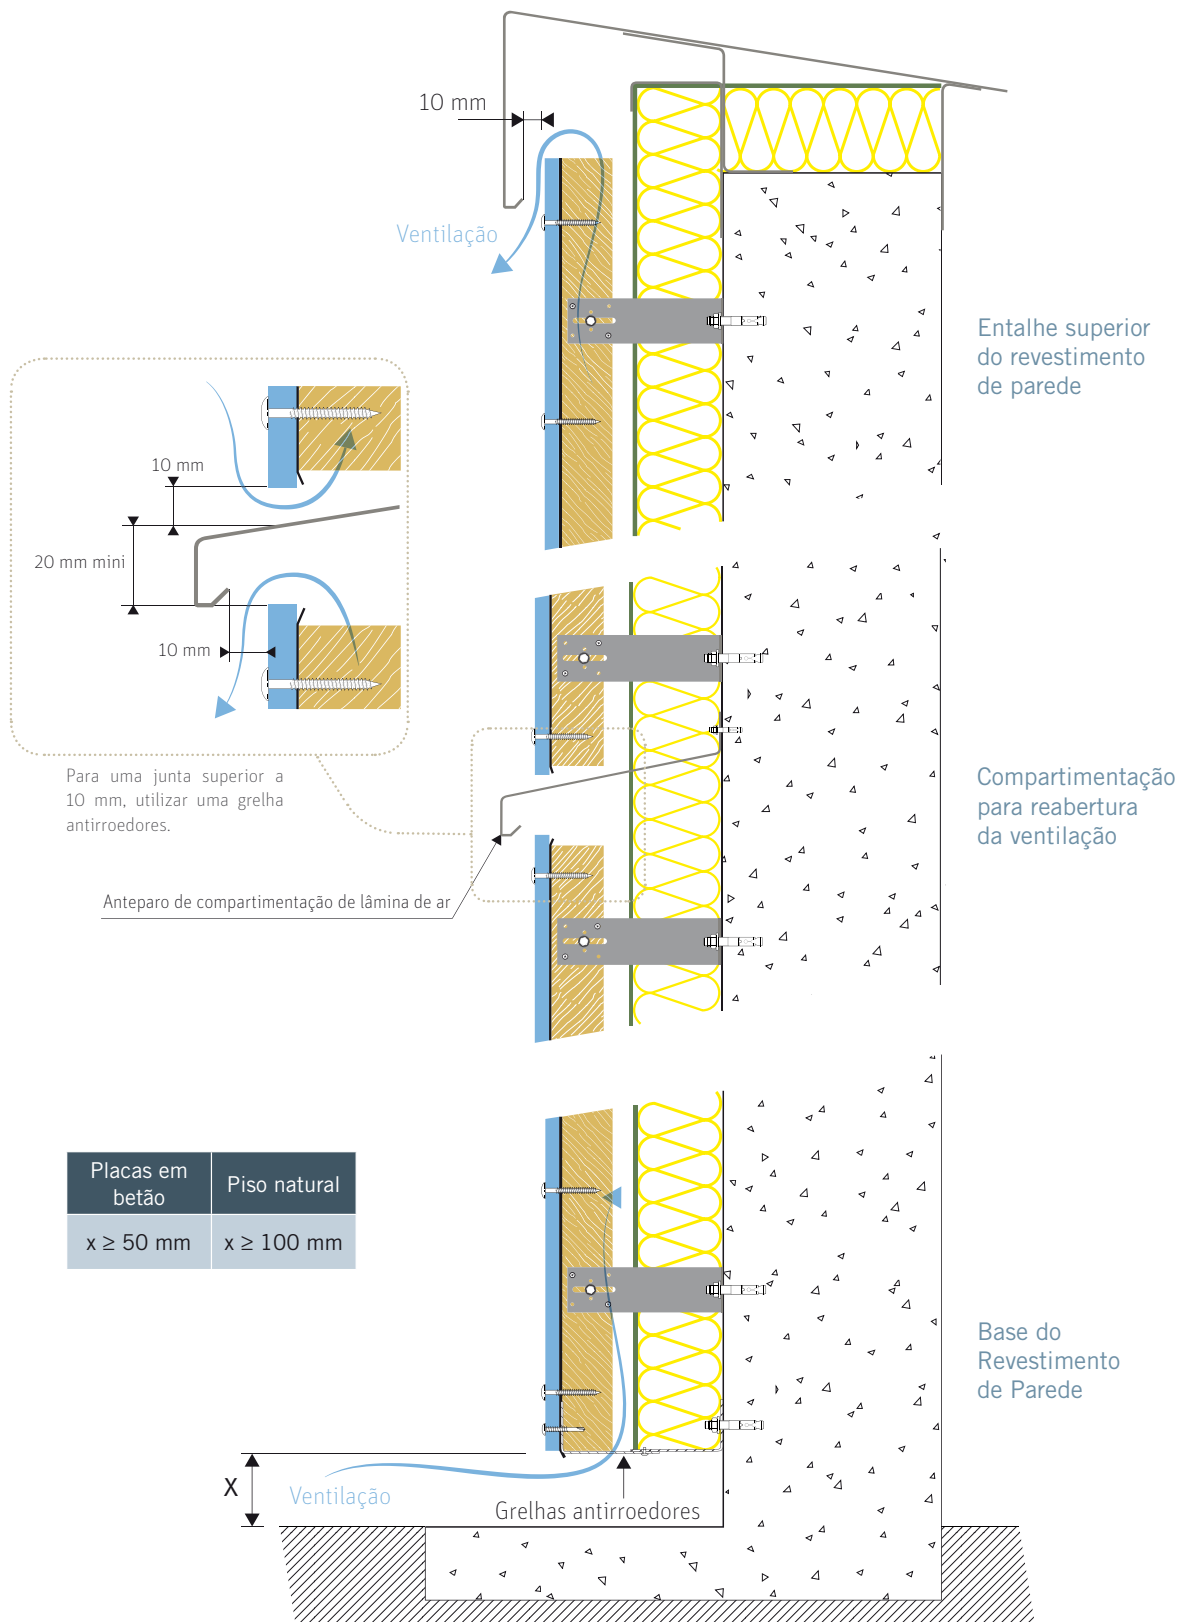 10 mm
Ventilação
Entalhe superior
do revestimento
de parede
10 mm
20 mm mini
10 mm
Para uma junta superior a
10 mm, utilizar uma grelha
antirroedores.
Anteparo de compartimentação de lâmina de ar
Compartimentação
para reabertura
da ventilação
Placas em
betão
Piso natural
x ≥ 50 mm
x ≥ 100 mm
Base do
Revestimento
de Parede
X
Ventilação
Grelhas antirroedores